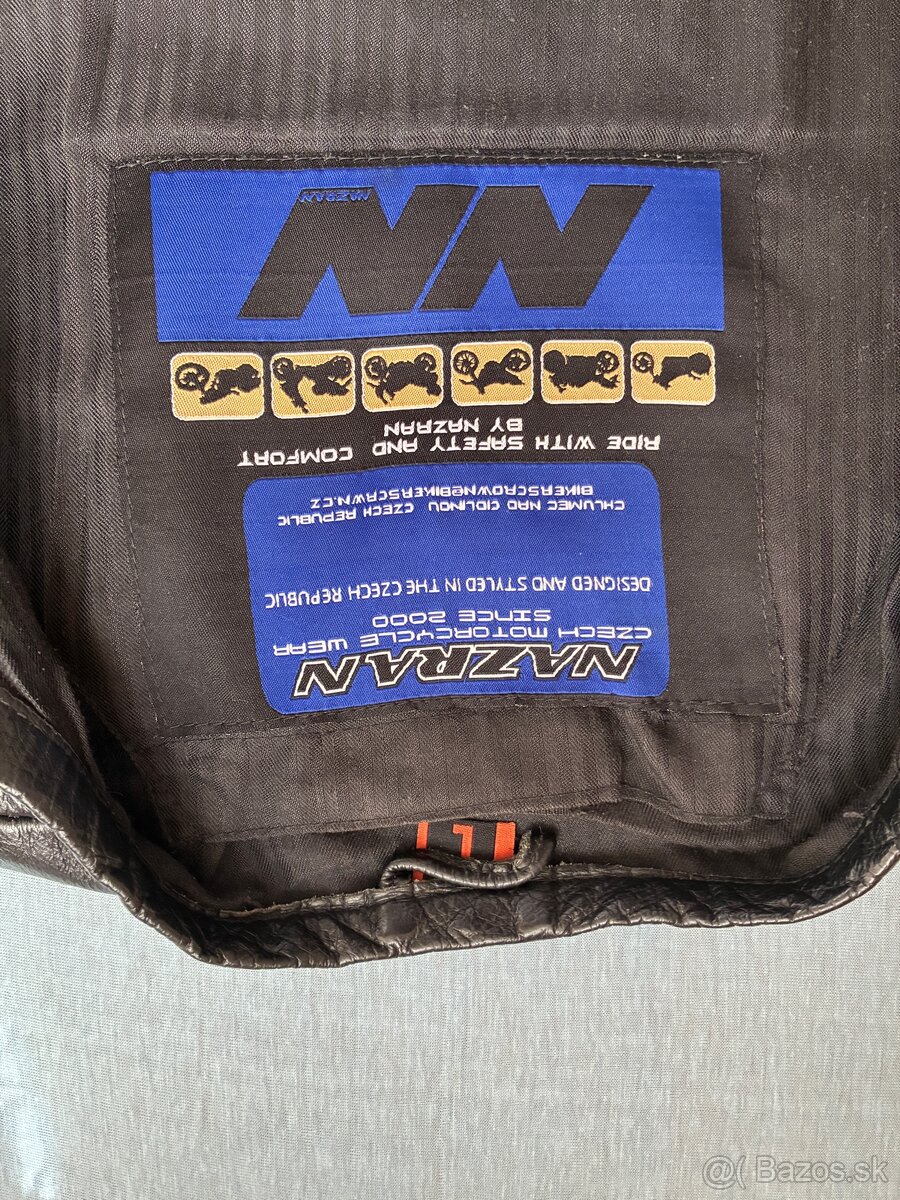 L
NAZRAN
CZECH MOTORCYCLE WEAR
SINCE 2000
DESIGNED AND STYLED IN THE CZECH REPUBLIC
CHLUMEC NAD CIDLINOU CZECH REPUBLIC
BIKERSCROWN@BIKERSCRWN.CZ
RIDE WITH SAFETY AND COMFORT
BY NAZRAN
NN
NAZRAN
@( Bazos.sk